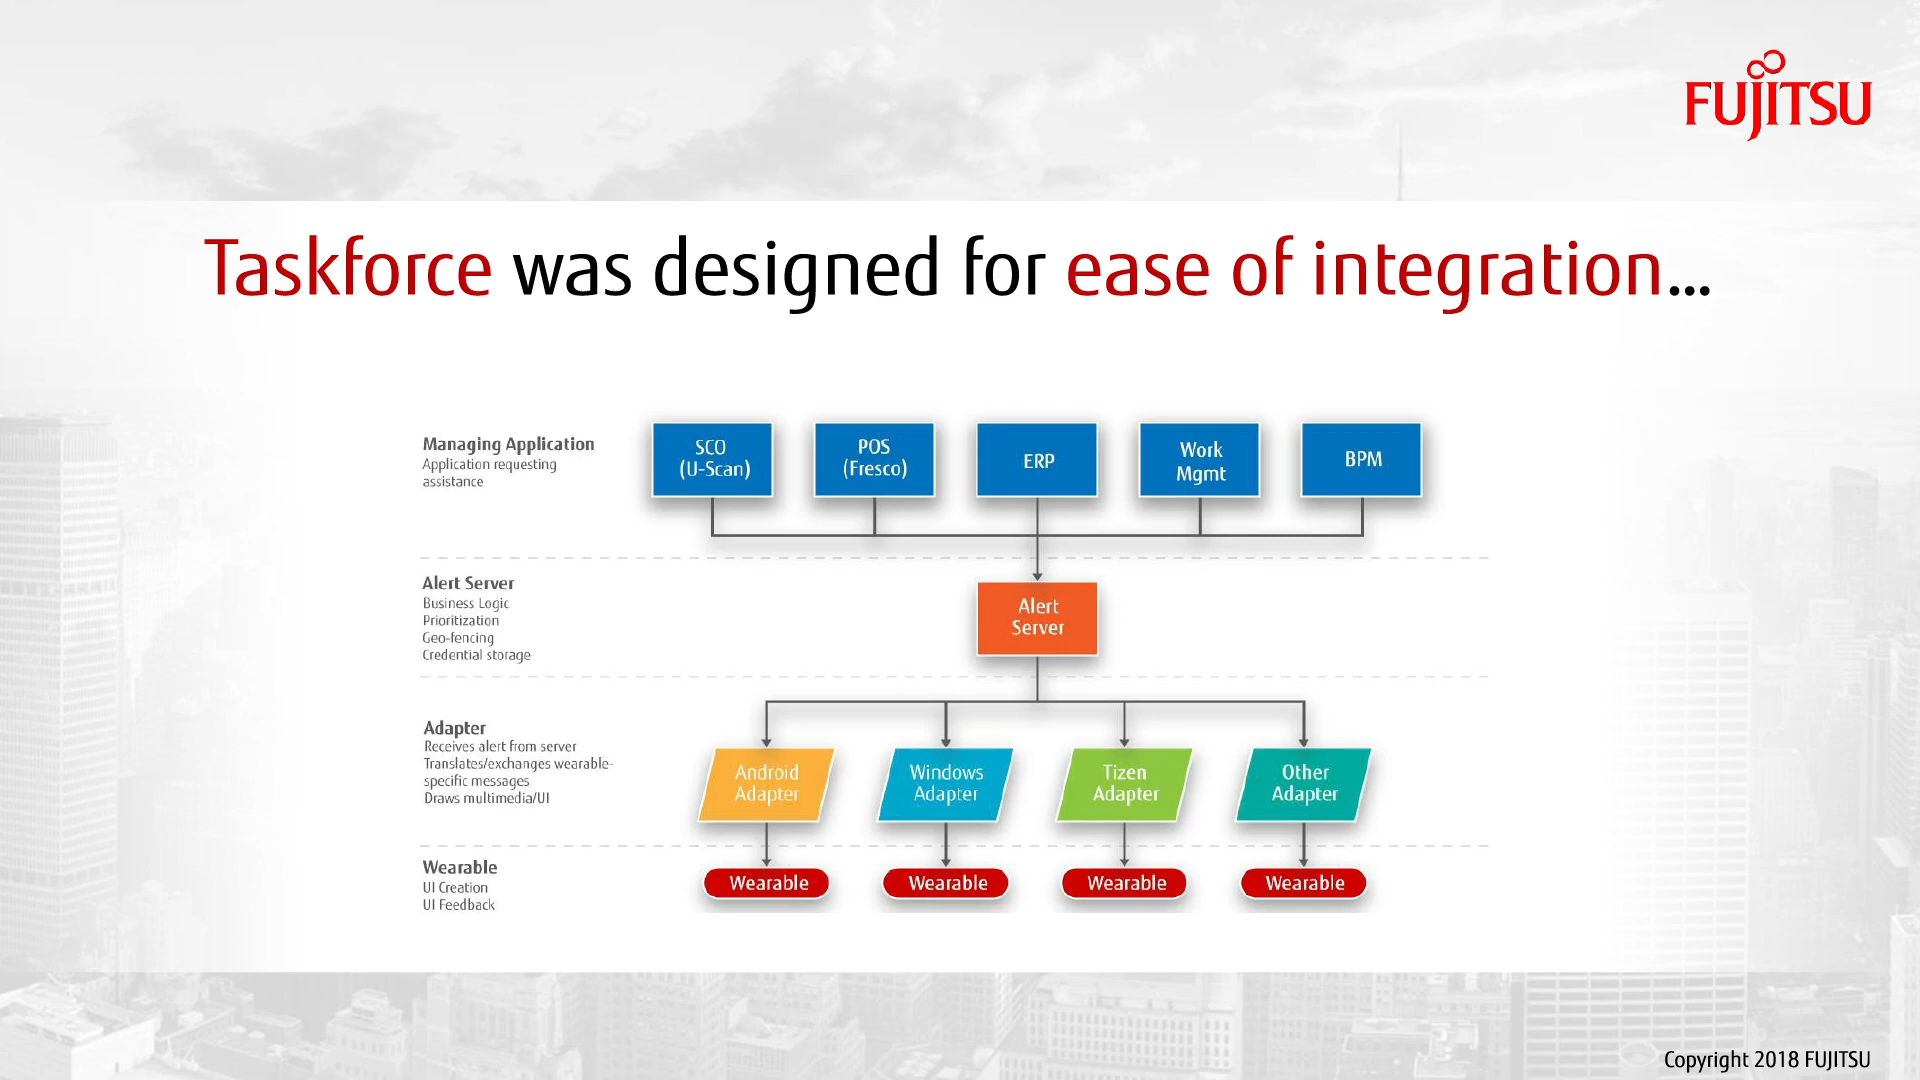 FUJITSU
Taskforce was designed for ease of integration...
Managing Application
Application requesting
assistance
SCO
(U-Scan)
POS
(Fresco)
ERP
Work
Mgmt
BPM
Alert Server
Business Logic
Prioritization
Geo-fencing
Credential storage
Alert
Server
Adapter
Receives alert from server
Translates/exchanges wearable-
specific messages
Draws multimedia/UI
Android
Adapter
Windows
Adapter
Tizen
Adapter
Other
Adapter
Wearable
UI Creation
UI Feedback
Wearable
Wearable
Wearable
Wearable
Copyright 2018 FUJITSU